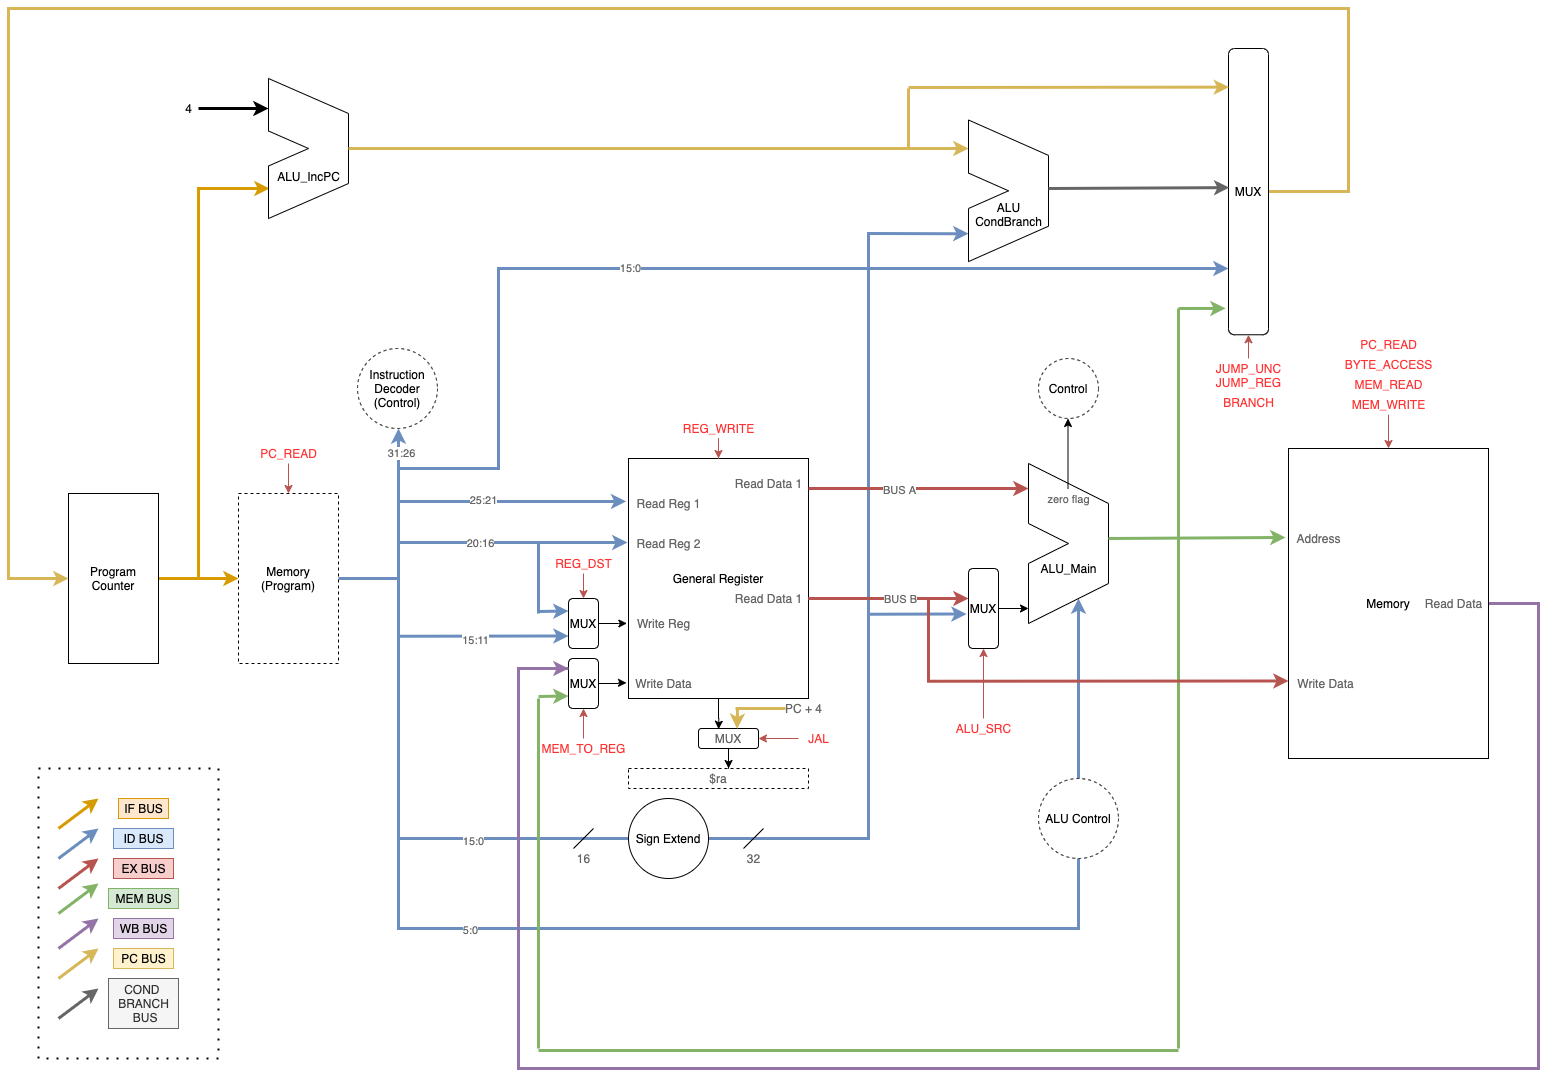 4
ALU_IncPC
ALU
CondBranch
MUX
15:0
Instruction
Decoder
(Control)
31:26
PC_READ
JUMP_UNC
JUMP_REG
BRANCH
PC_READ
BYTE_ACCESS
MEM_READ
MEM_WRITE
Control
zero flag
ALU_Main
REG_WRITE
Program
Counter
Memory
(Program)
25:21
20:16
15:11
REG_DST
MUX
MUX
MEM_TO_REG
Read Reg 1
Read Reg 2
General Register
Write Reg
Write Data
Read Data 1
Read Data 1
BUS A
BUS B
MUX
ALU_SRC
Address
Memory
Read Data
Write Data
PC + 4
MUX
JAL
$ra
15:0
16
Sign Extend
32
ALU Control
5:0
IF BUS
ID BUS
EX BUS
MEM BUS
WB BUS
PC BUS
COND
BRANCH
BUS